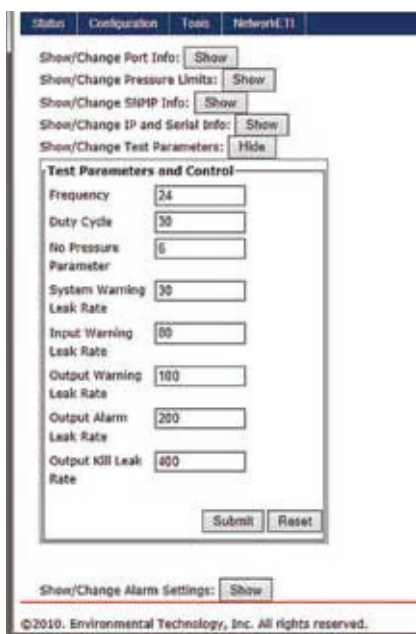 Status Configuration Tools NetworkETI
Show/Change Port Info: Show
Show/Change Pressure Limits: Show
Show/Change SNMP Info: Show
Show/Change IP and Serial Info: Show
Show/Change Test Parameters: Hide
Test Parameters and Control
Frequency 24
Duty Cycle 30
No Pressure 6
Parameter
System Warning 30
Leak Rate
Input Warning 80
Leak Rate
Output Warning 100
Leak Rate
Output Alarm 200
Leak Rate
Output Kill Leak 400
Rate
Submit Reset
Show/Change Alarm Settings: Show
©2010. Environmental Technology, Inc. All rights reserved.